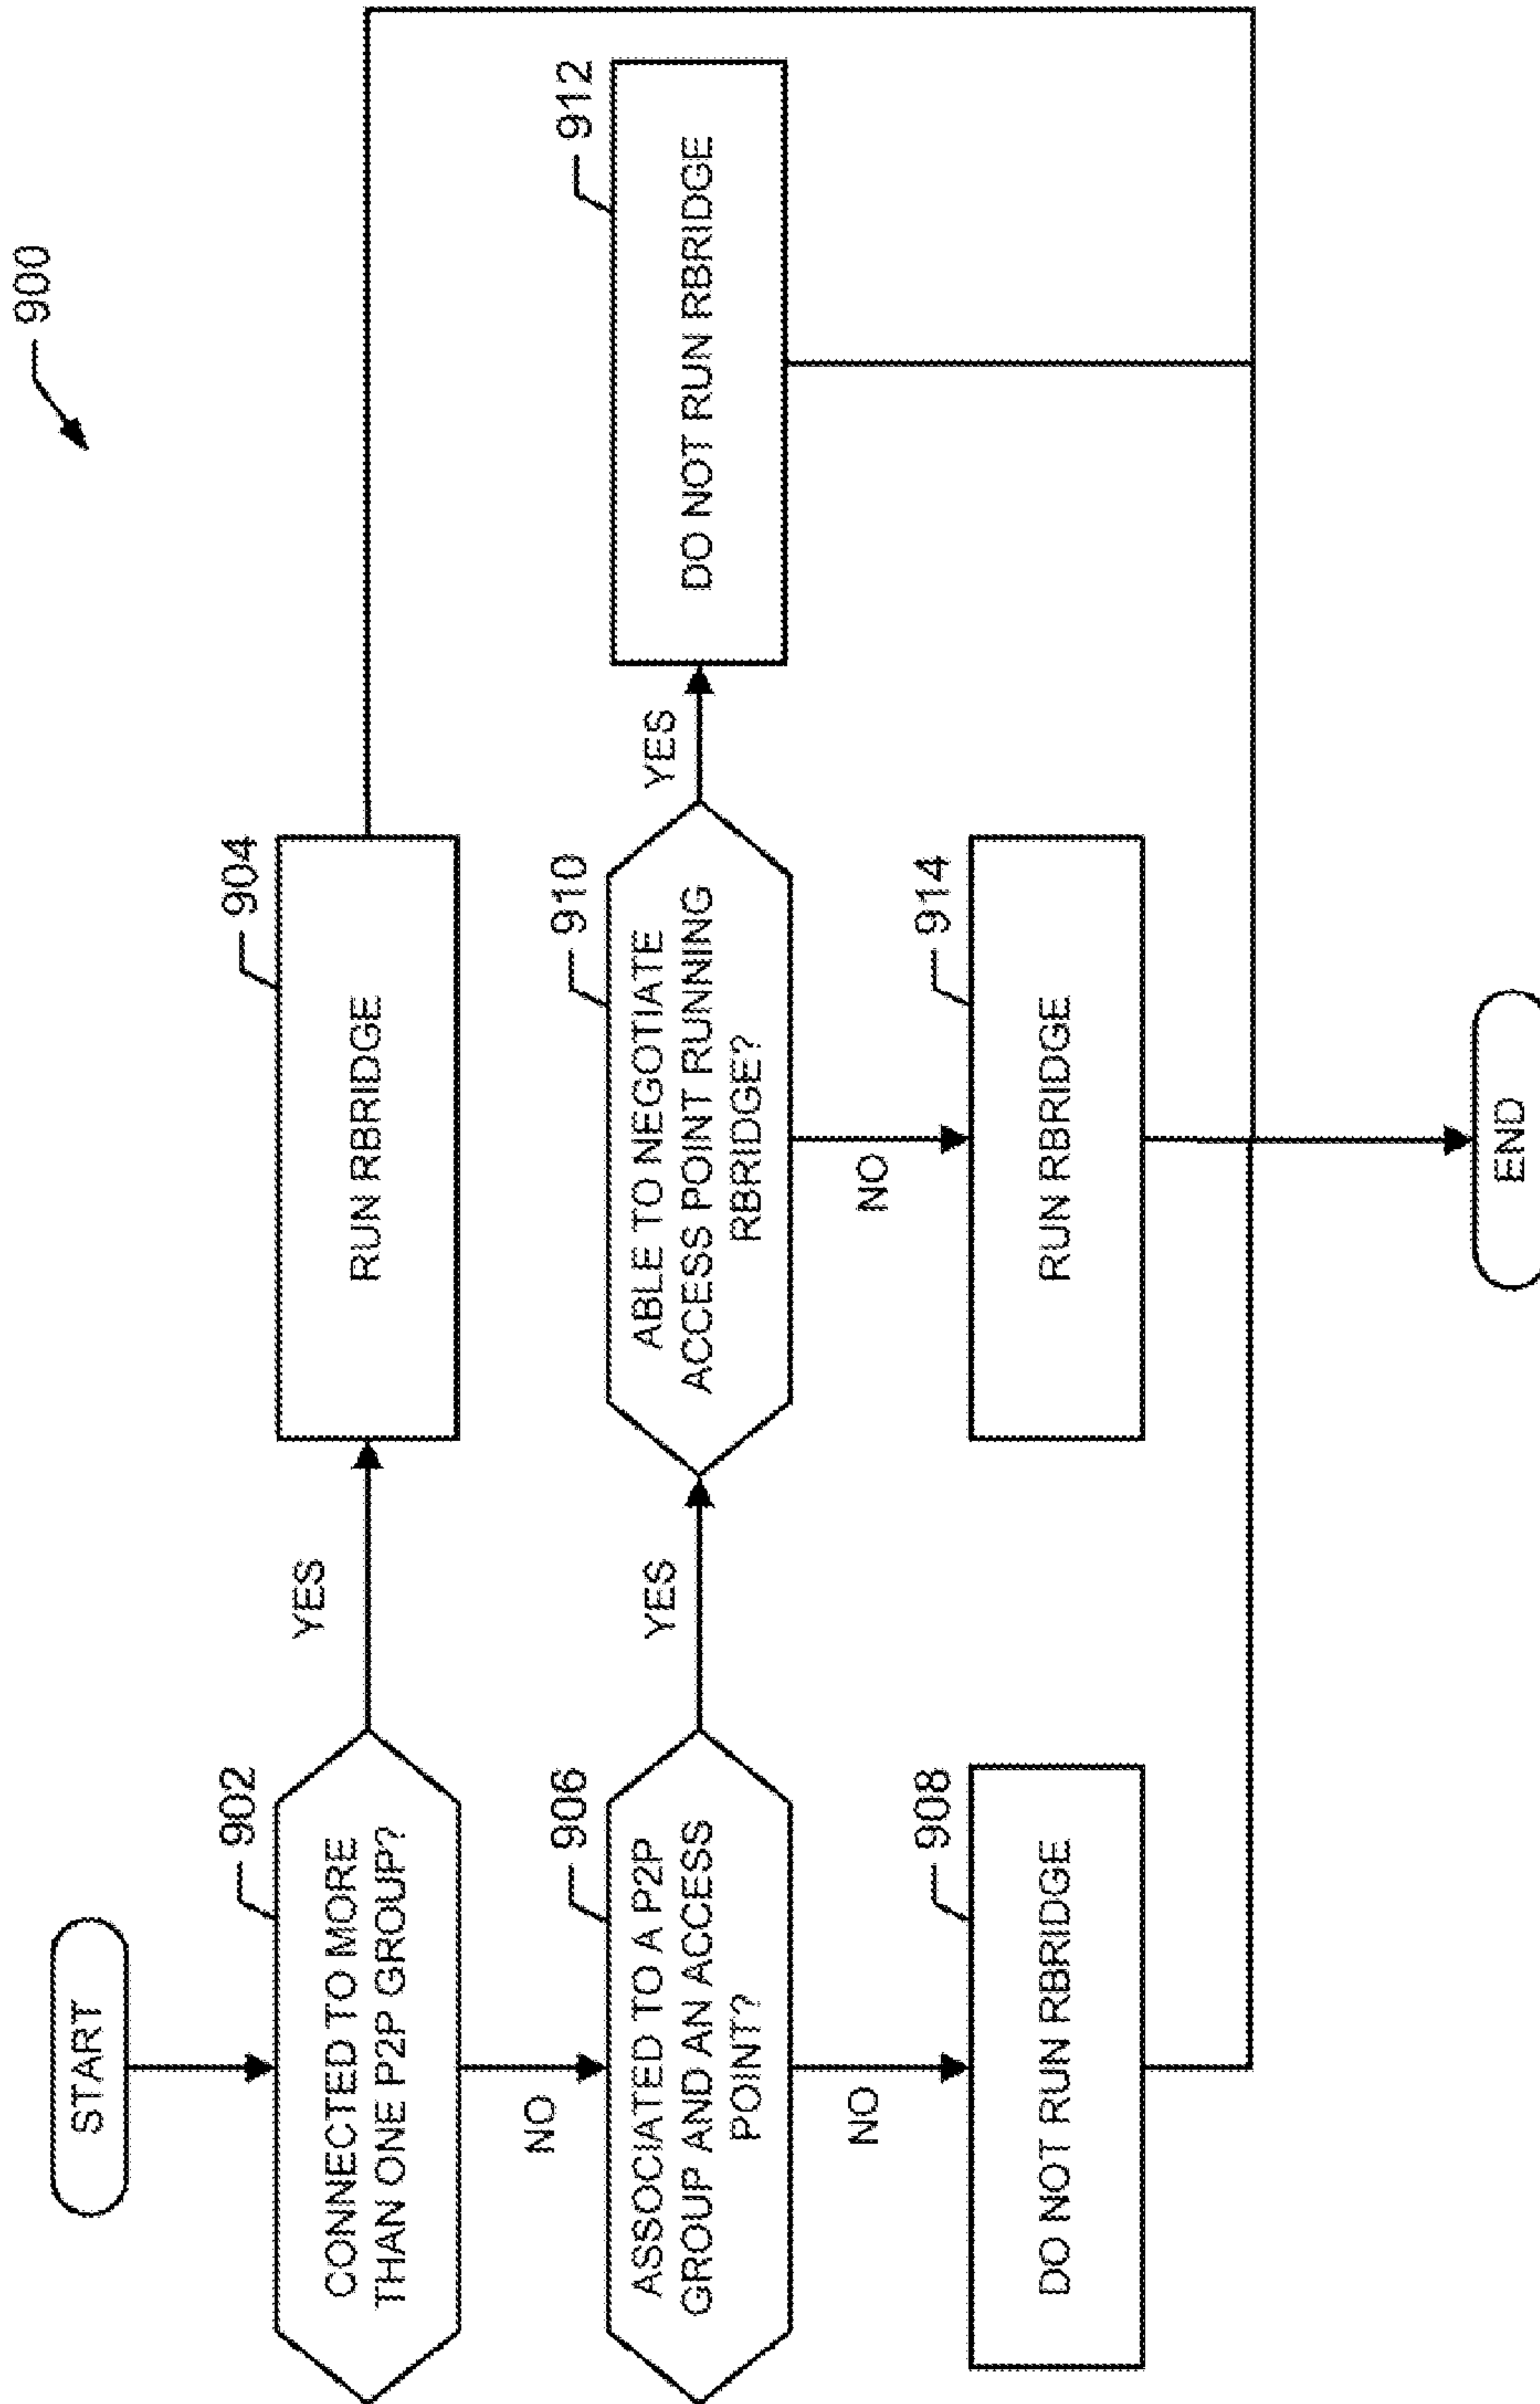 900
START
902
CONNECTED TO MORE
THAN ONE P2P GROUP?
YES
904
RUN RBRIDGE
NO
906
ASSOCIATED TO A P2P
GROUP AND AN ACCESS
POINT?
YES
910
ABLE TO NEGOTIATE
ACCESS POINT RUNNING
RBRIDGE?
YES
912
DO NOT RUN RBRIDGE
NO
908
DO NOT RUN RBRIDGE
NO
914
RUN RBRIDGE
END